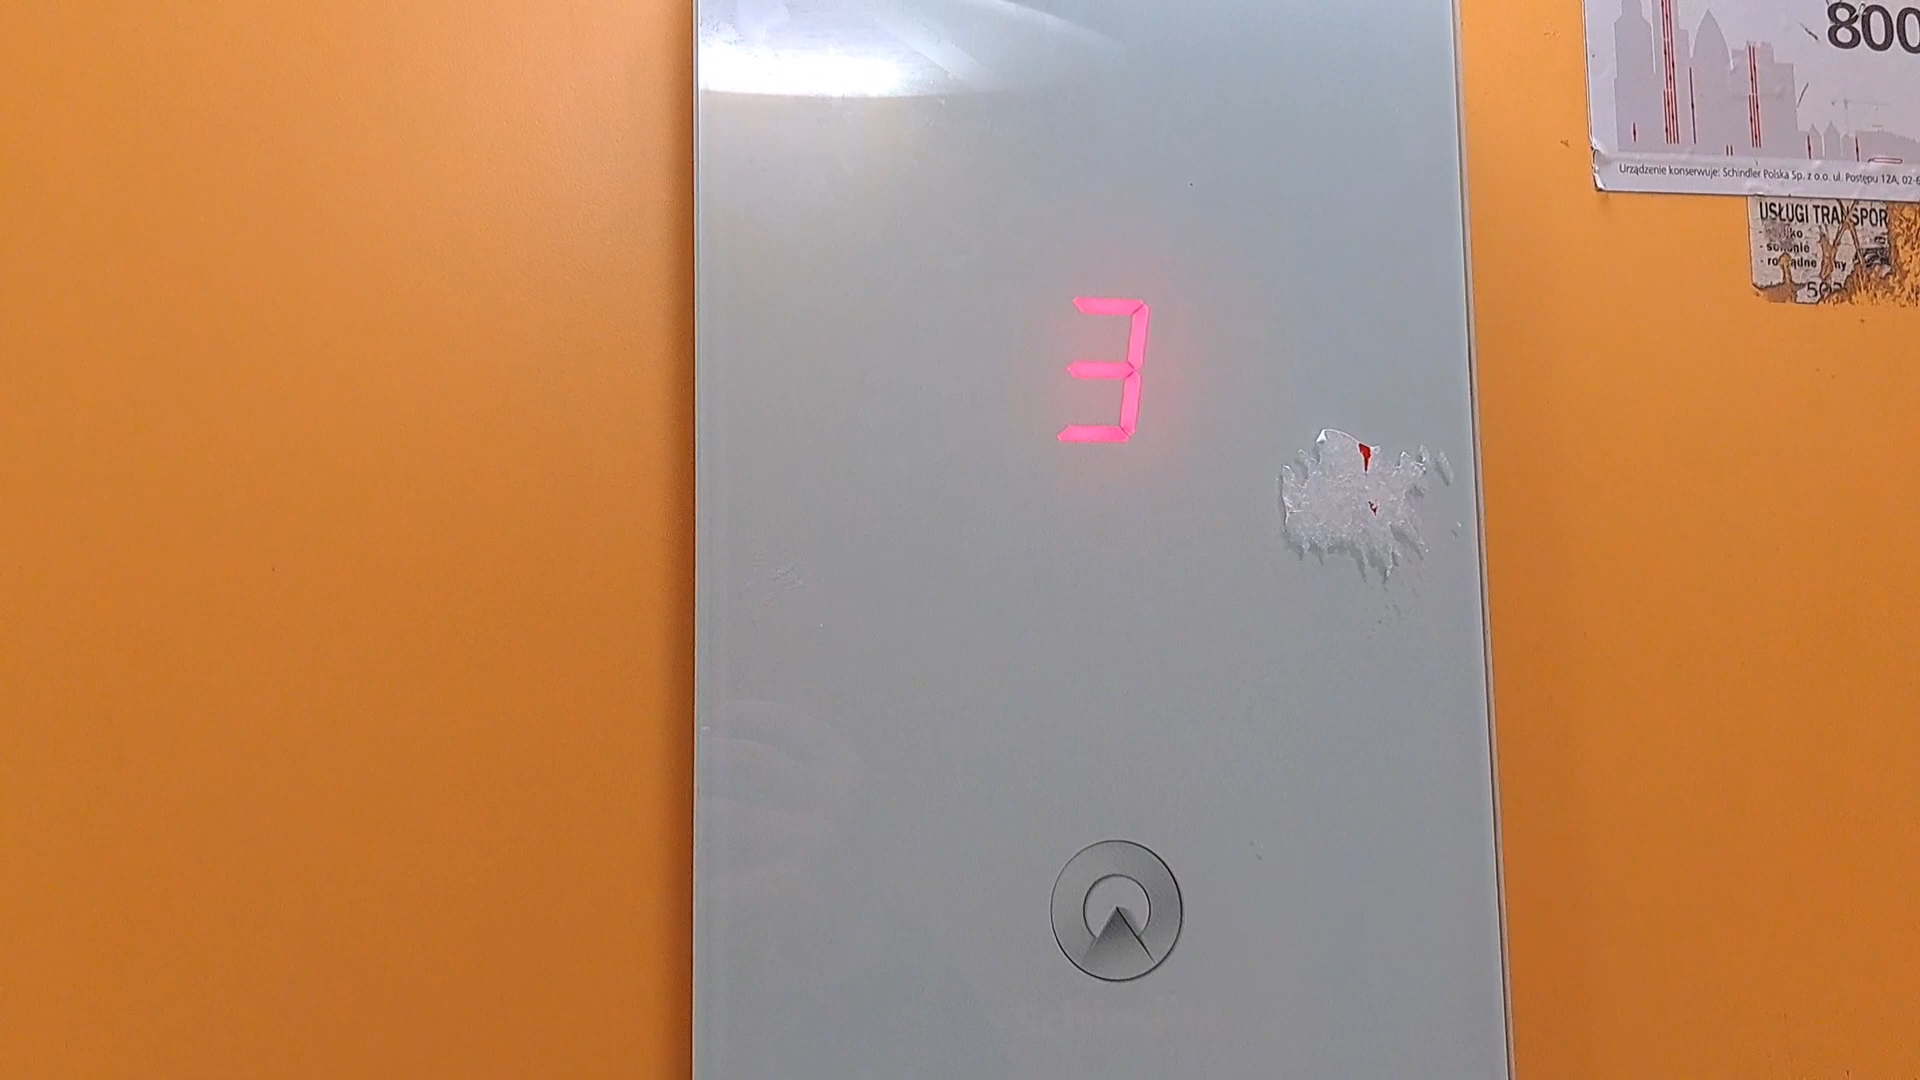 800
Urządzenie konserwuje: Schindler Polska Sp. z o.o. ul. Postępu 12A, 02-6
USŁUGI TRANSPOR
3